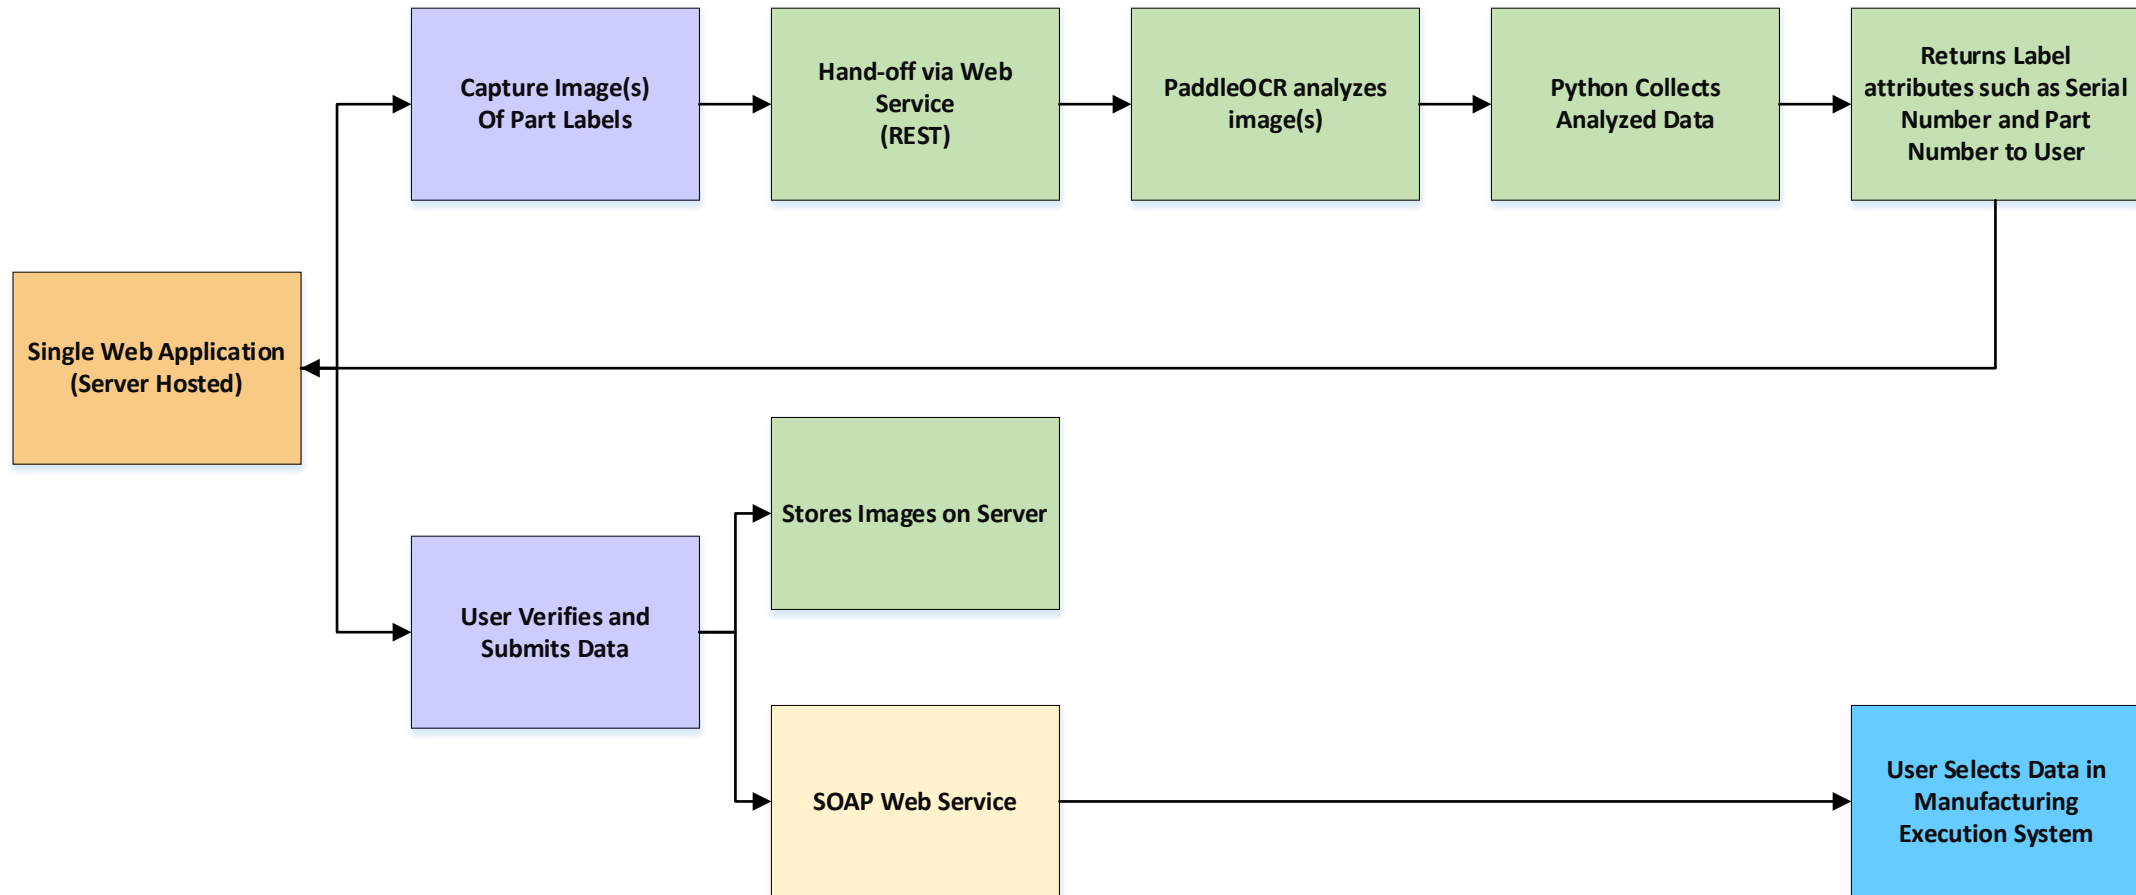 Capture Image(s)
Of Part Labels
Hand-off via Web
Service
(REST)
PaddleOCR analyzes
image(s)
Python Collects
Analyzed Data
Returns Label
attributes such as Serial
Number and Part
Number to User
Single Web Application
(Server Hosted)
Stores Images on Server
User Verifies and
Submits Data
SOAP Web Service
User Selects Data in
Manufacturing
Execution System